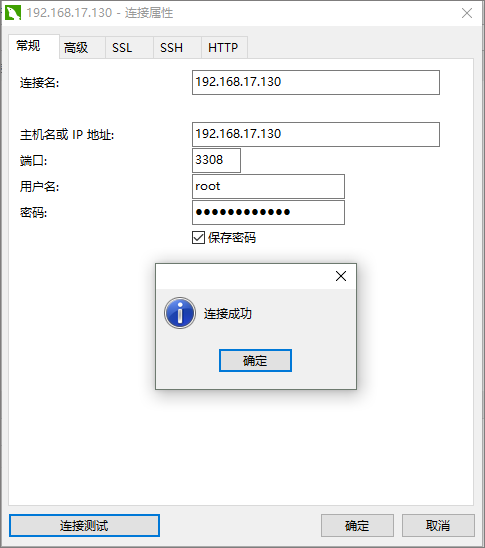 192.168.17.130 - 连接属性
常规 高级 SSL SSH HTTP
连接名: 192.168.17.130
主机名或 IP 地址: 192.168.17.130
端口: 3308
用户名: root
密码: ●●●●●●●●●●●●
保存密码
连接成功
确定
连接测试 确定 取消